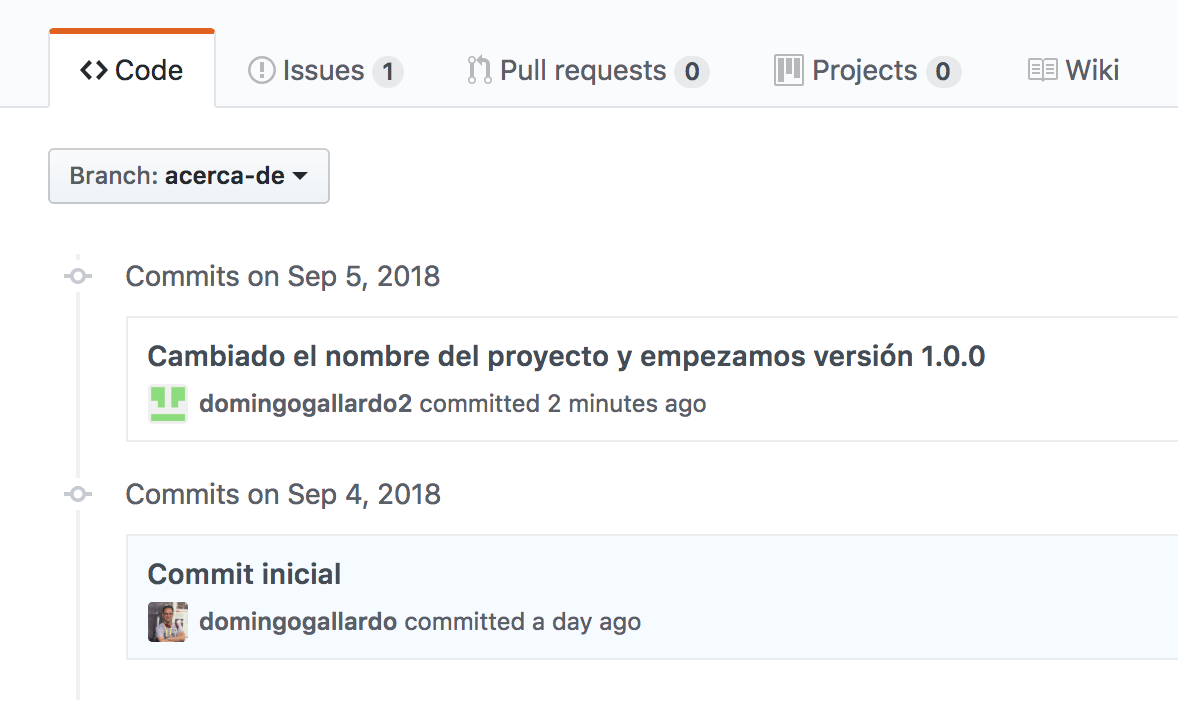 Code Issues 1 Pull requests 0 Projects 0 Wiki
Branch: acerca-de
Commits on Sep 5, 2018
Cambiado el nombre del proyecto y empezamos versión 1.0.0
domingogallardo2 committed 2 minutes ago
Commits on Sep 4, 2018
Commit inicial
domingogallardo committed a day ago